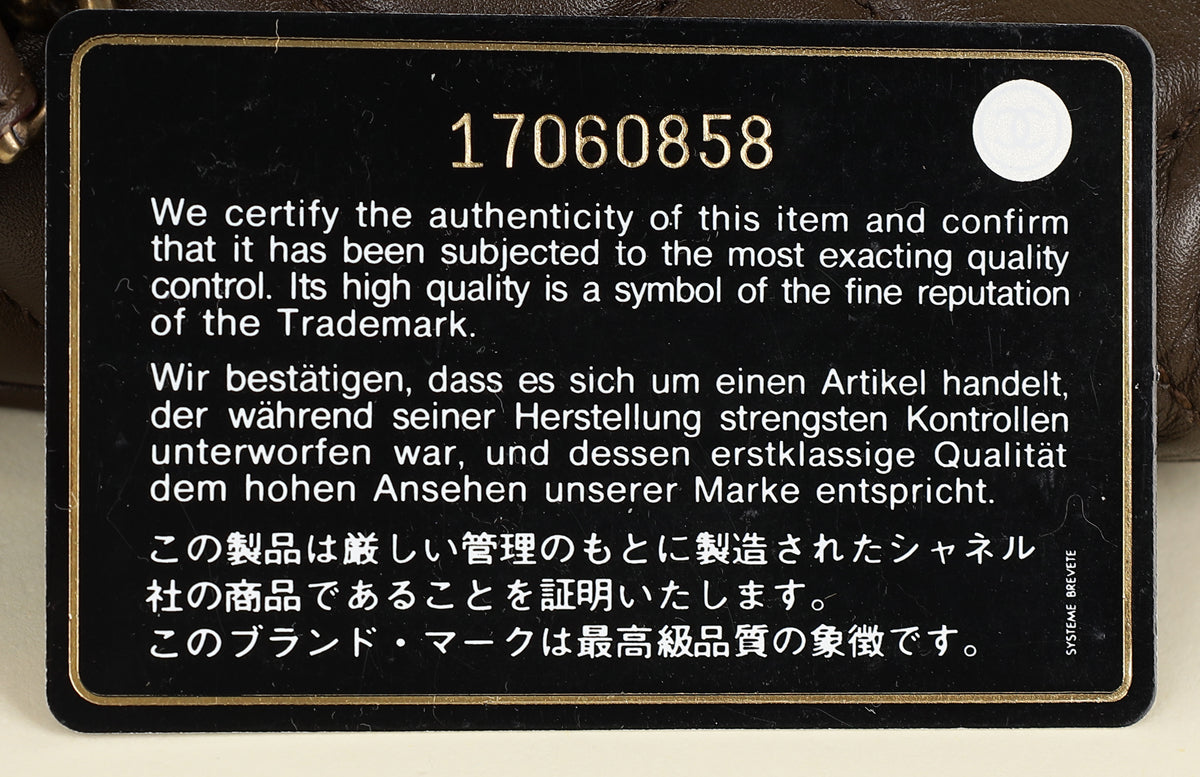 17060858
We certify the authenticity of this item and confirm
that it has been subjected to the most exacting quality
control. Its high quality is a symbol of the fine reputation
of the Trademark.
Wir bestätigen, dass es sich um einen Artikel handelt,
der während seiner Herstellung strengsten Kontrollen
unterworfen war, und dessen erstklassige Qualität
dem hohen Ansehen unserer Marke entspricht.
この製品は厳しい管理のもとに製造されたシャネル
社の商品であることを証明いたします。
このブランド・マークは最高級品質の象徴です。
SYSTEME BREVETE